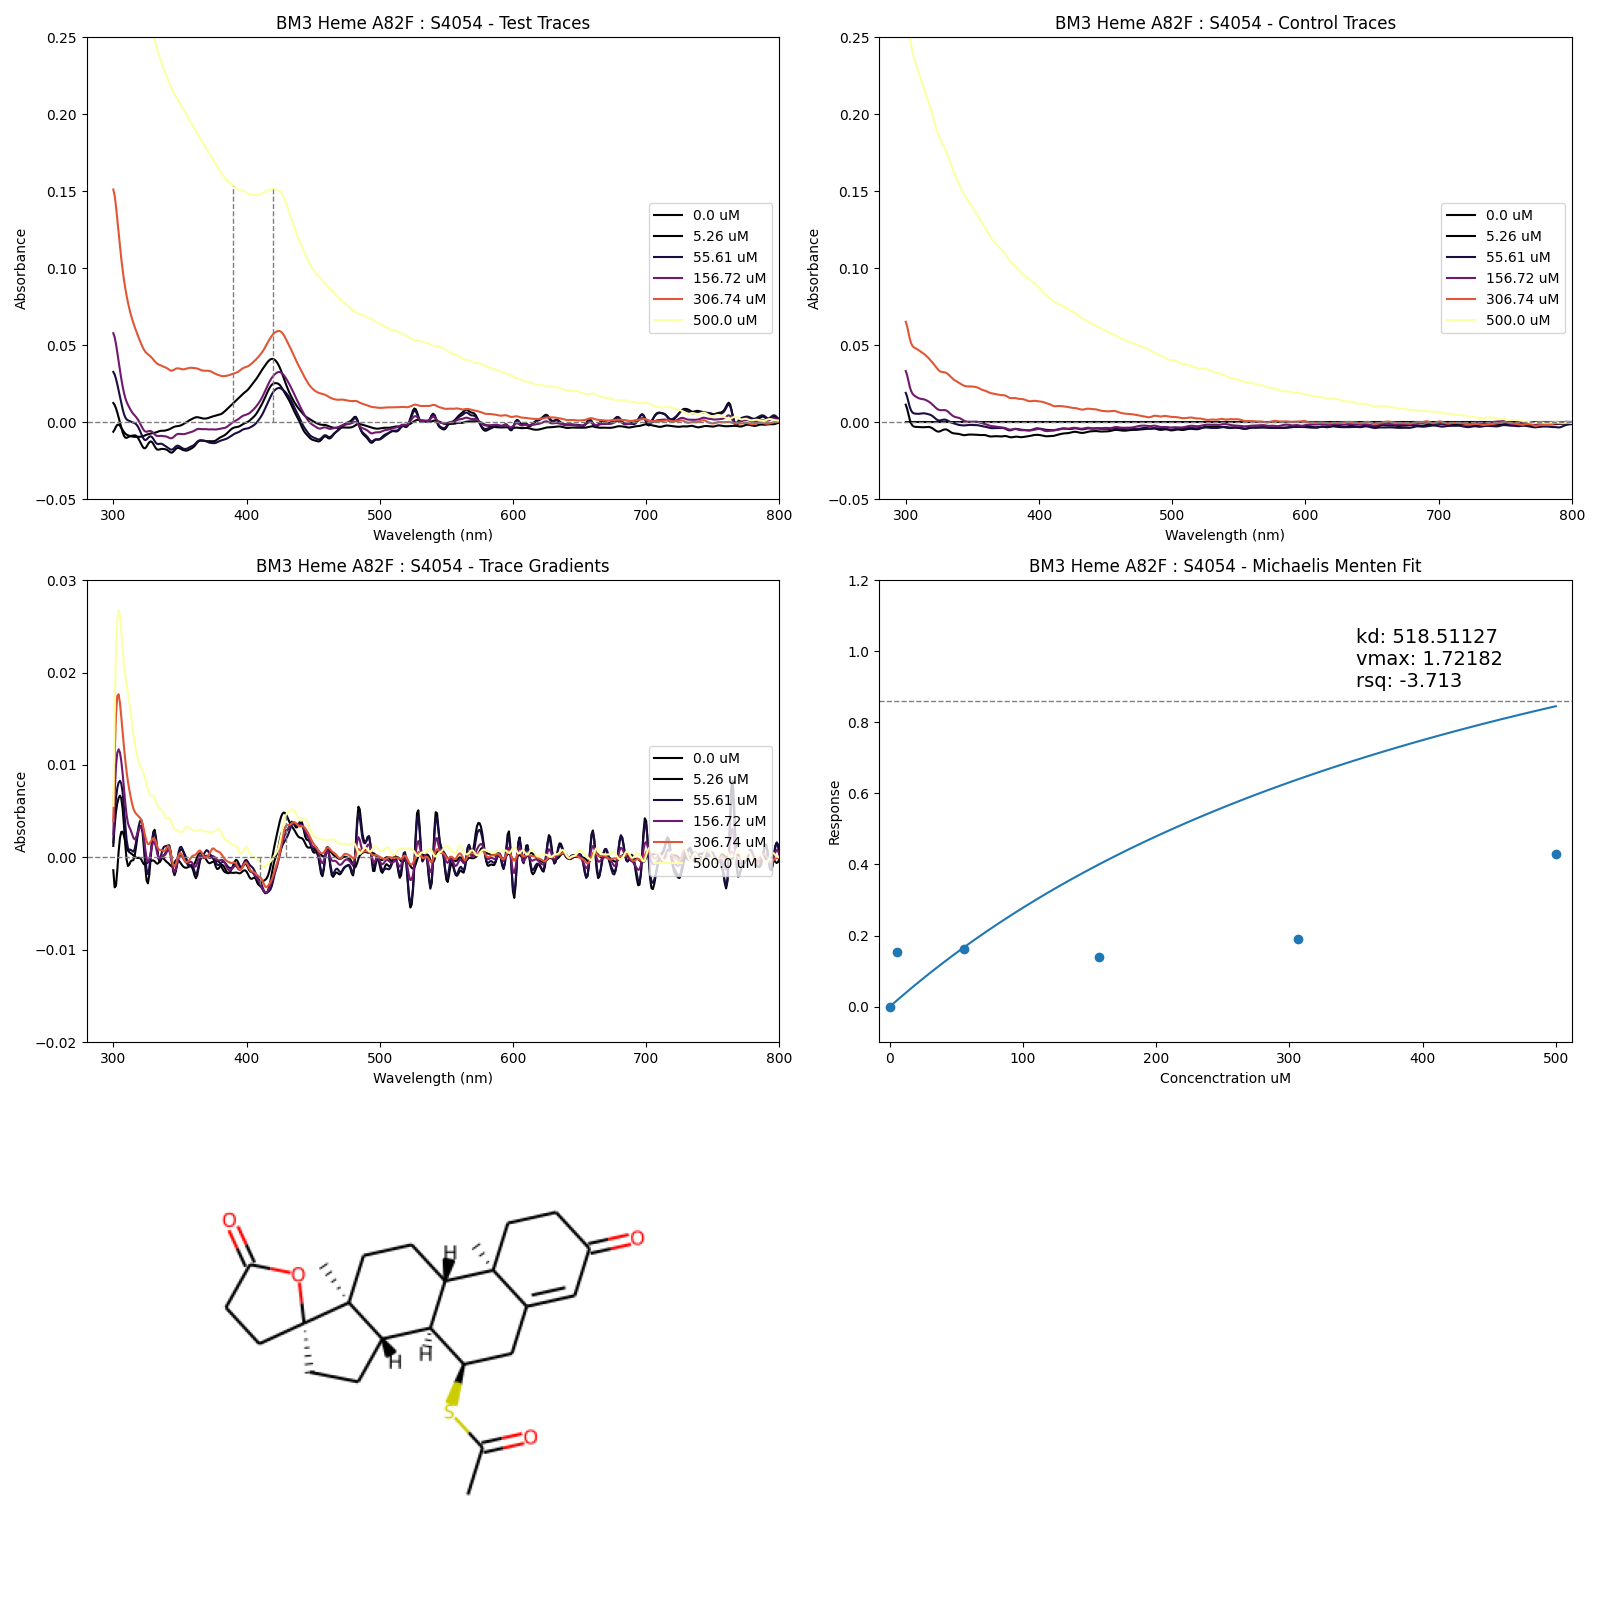 BM3 Heme A82F : S4054 - Test Traces
0.25
0.20
0.15
0.10
0.05
0.00
−0.05
Absorbance
300 400 500 600 700 800
Wavelength (nm)
0.0 uM
5.26 uM
55.61 uM
156.72 uM
306.74 uM
500.0 uM
BM3 Heme A82F : S4054 - Control Traces
0.25
0.20
0.15
0.10
0.05
0.00
−0.05
Absorbance
300 400 500 600 700 800
Wavelength (nm)
0.0 uM
5.26 uM
55.61 uM
156.72 uM
306.74 uM
500.0 uM
BM3 Heme A82F : S4054 - Trace Gradients
0.03
0.02
0.01
0.00
−0.01
−0.02
Absorbance
300 400 500 600 700 800
Wavelength (nm)
0.0 uM
5.26 uM
55.61 uM
156.72 uM
306.74 uM
500.0 uM
BM3 Heme A82F : S4054 - Michaelis Menten Fit
1.2
1.0
0.8
0.6
0.4
0.2
0.0
Response
kd: 518.51127
vmax: 1.72182
rsq: -3.713
0 100 200 300 400 500
Concenctration uM
O
O
H
O
H
H
S
O